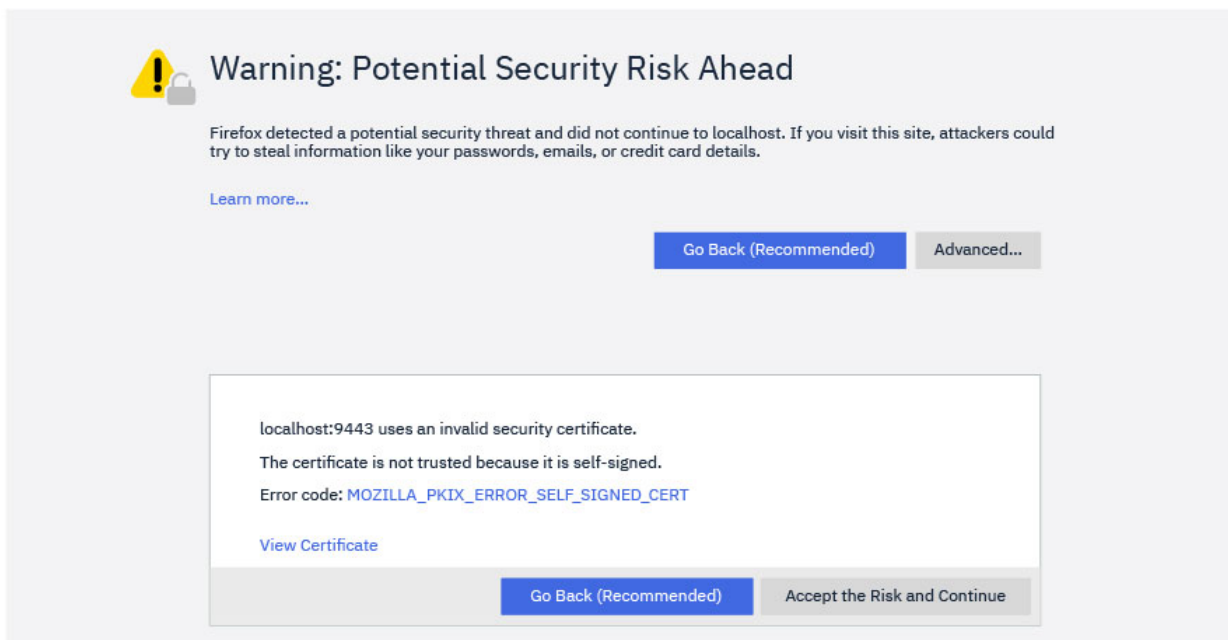 Warning: Potential Security Risk Ahead
Firefox detected a potential security threat and did not continue to localhost. If you visit this site, attackers could
try to steal information like your passwords, emails, or credit card details.
Learn more...
Go Back (Recommended)
Advanced...
localhost:9443 uses an invalid security certificate.
The certificate is not trusted because it is self-signed.
Error code: MOZILLA_PKIX_ERROR_SELF_SIGNED_CERT
View Certificate
Go Back (Recommended)
Accept the Risk and Continue